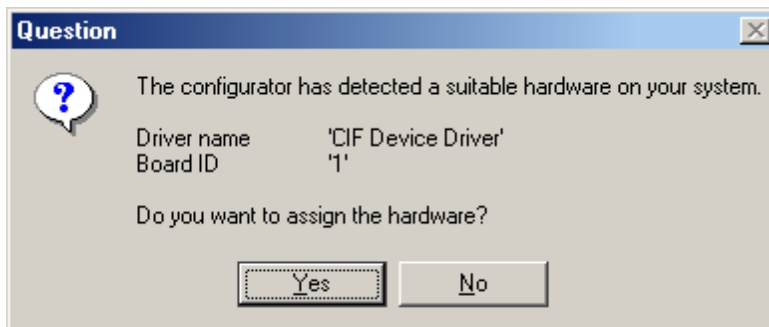 Question
The configurator has detected a suitable hardware on your system.
Driver name 'CIF Device Driver'
Board ID '1'
Do you want to assign the hardware?
Yes No